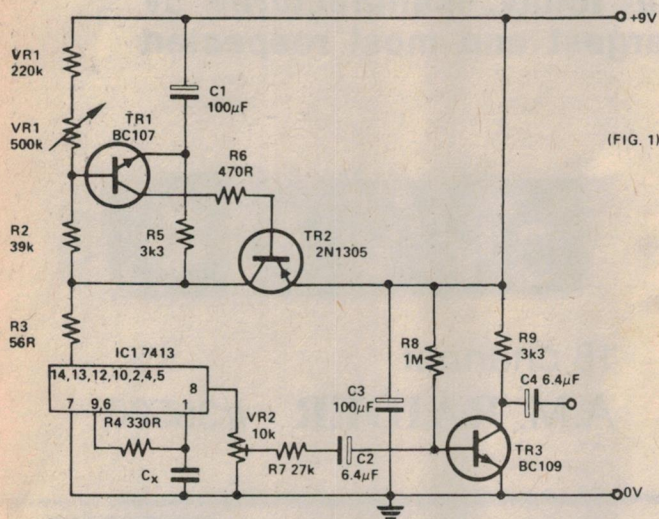 +9V
VR1
220k
C1
100µF
VR1
500k
TR1
BC107
(FIG. 1)
R6
470R
R2
39k
R5
3k3
TR2
2N1305
R3
56R
IC1 7413
14,13,12,10,2,4,5
8
7
9,6
1
R4 330R
VR2
10k
Cx
R7 27k
C2
6.4µF
C3
100µF
R8
1M
R9
3k3
C4 6.4µF
TR3
BC109
0V